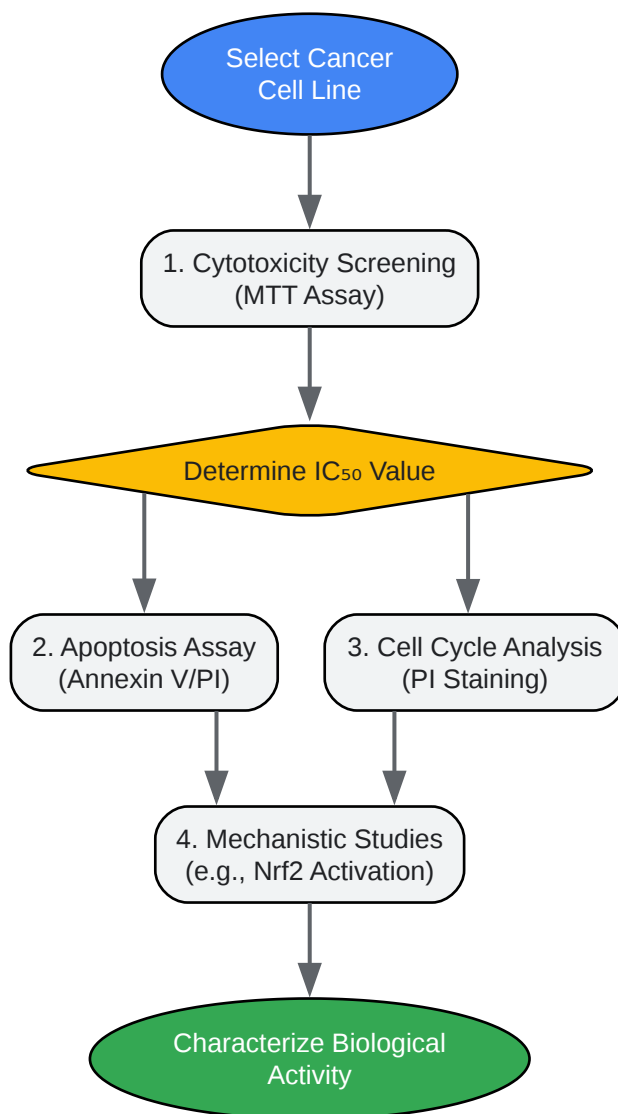 Select Cancer
Cell Line
1. Cytotoxicity Screening
(MTT Assay)
Determine IC₅₀ Value
2. Apoptosis Assay
(Annexin V/PI)
3. Cell Cycle Analysis
(PI Staining)
4. Mechanistic Studies
(e.g., Nrf2 Activation)
Characterize Biological
Activity